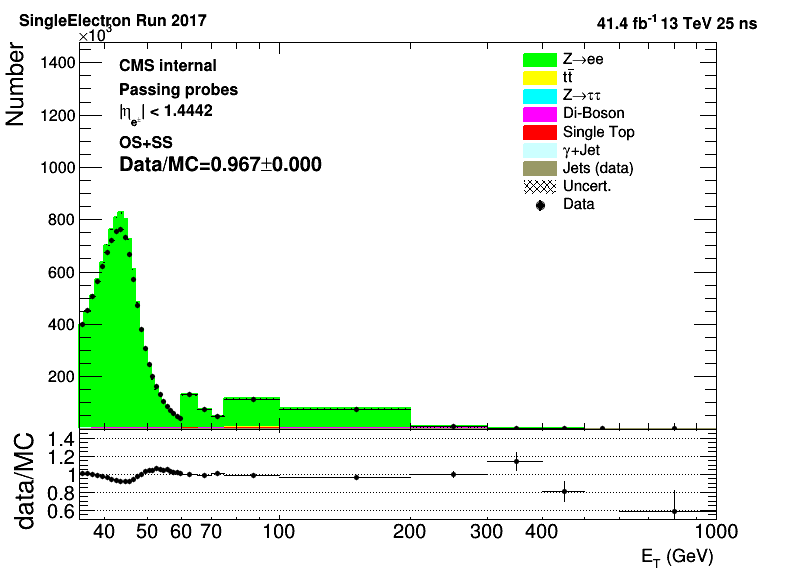 SingleElectron Run 2017
41.4 fb⁻¹ 13 TeV 25 ns
×10³
Number
1400
1200
1000
800
600
400
200
CMS internal
Passing probes
|η_e±| < 1.4442
OS+SS
Data/MC=0.967±0.000
Z→ee
tt̄
Z→ττ
Di-Boson
Single Top
γ+Jet
Jets (data)
Uncert.
Data
data/MC
1.4
1.2
1
0.8
0.6
40 50 60 70 100 200 300 400 1000
E_T (GeV)